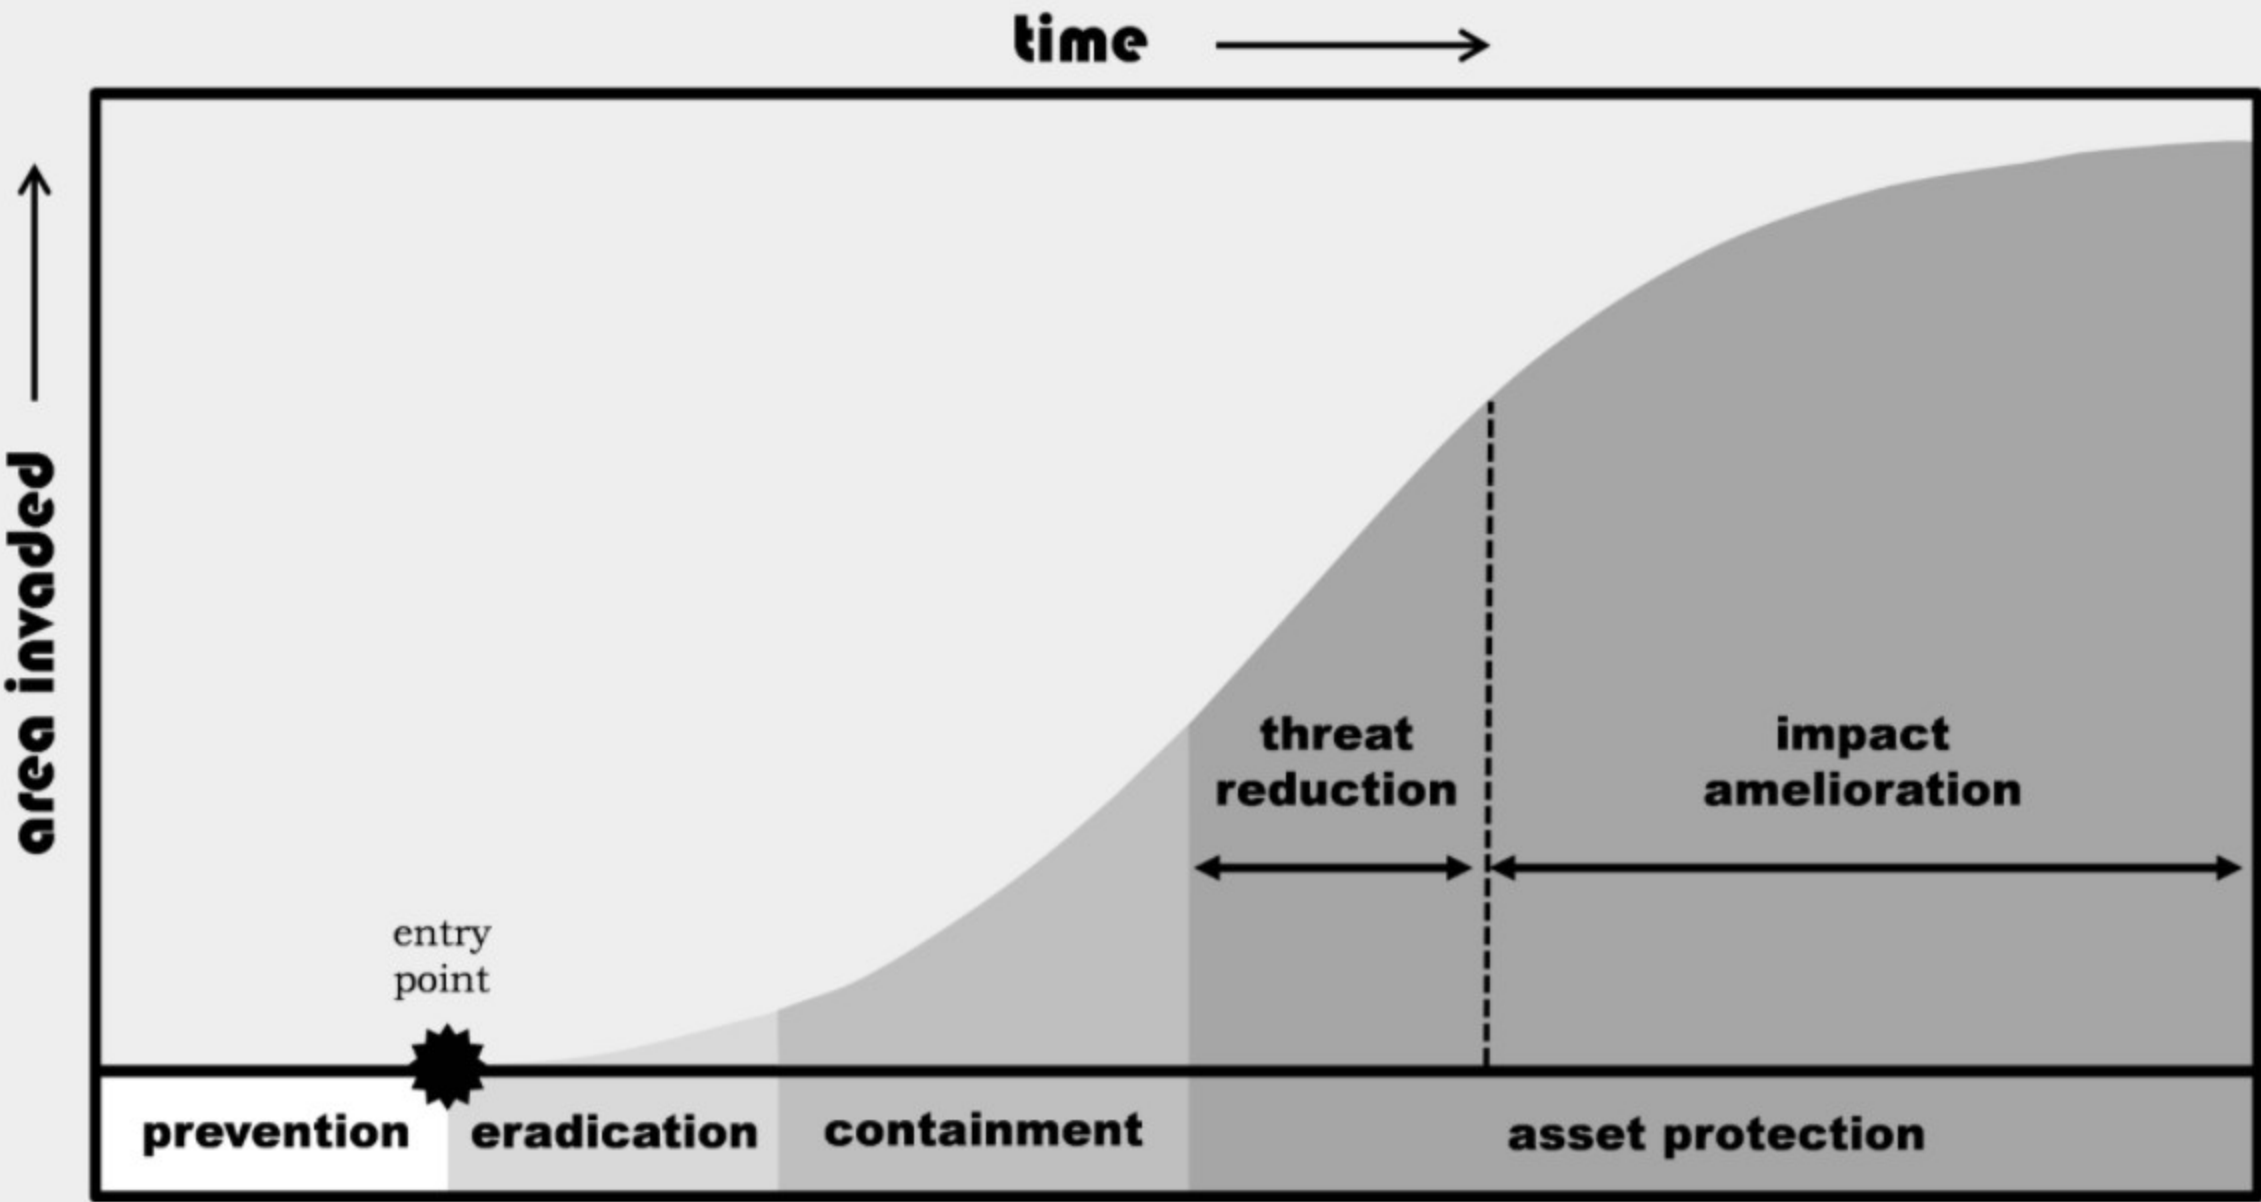 time
area invaded
threat
reduction
impact
amelioration
entry
point
prevention
eradication
containment
asset protection